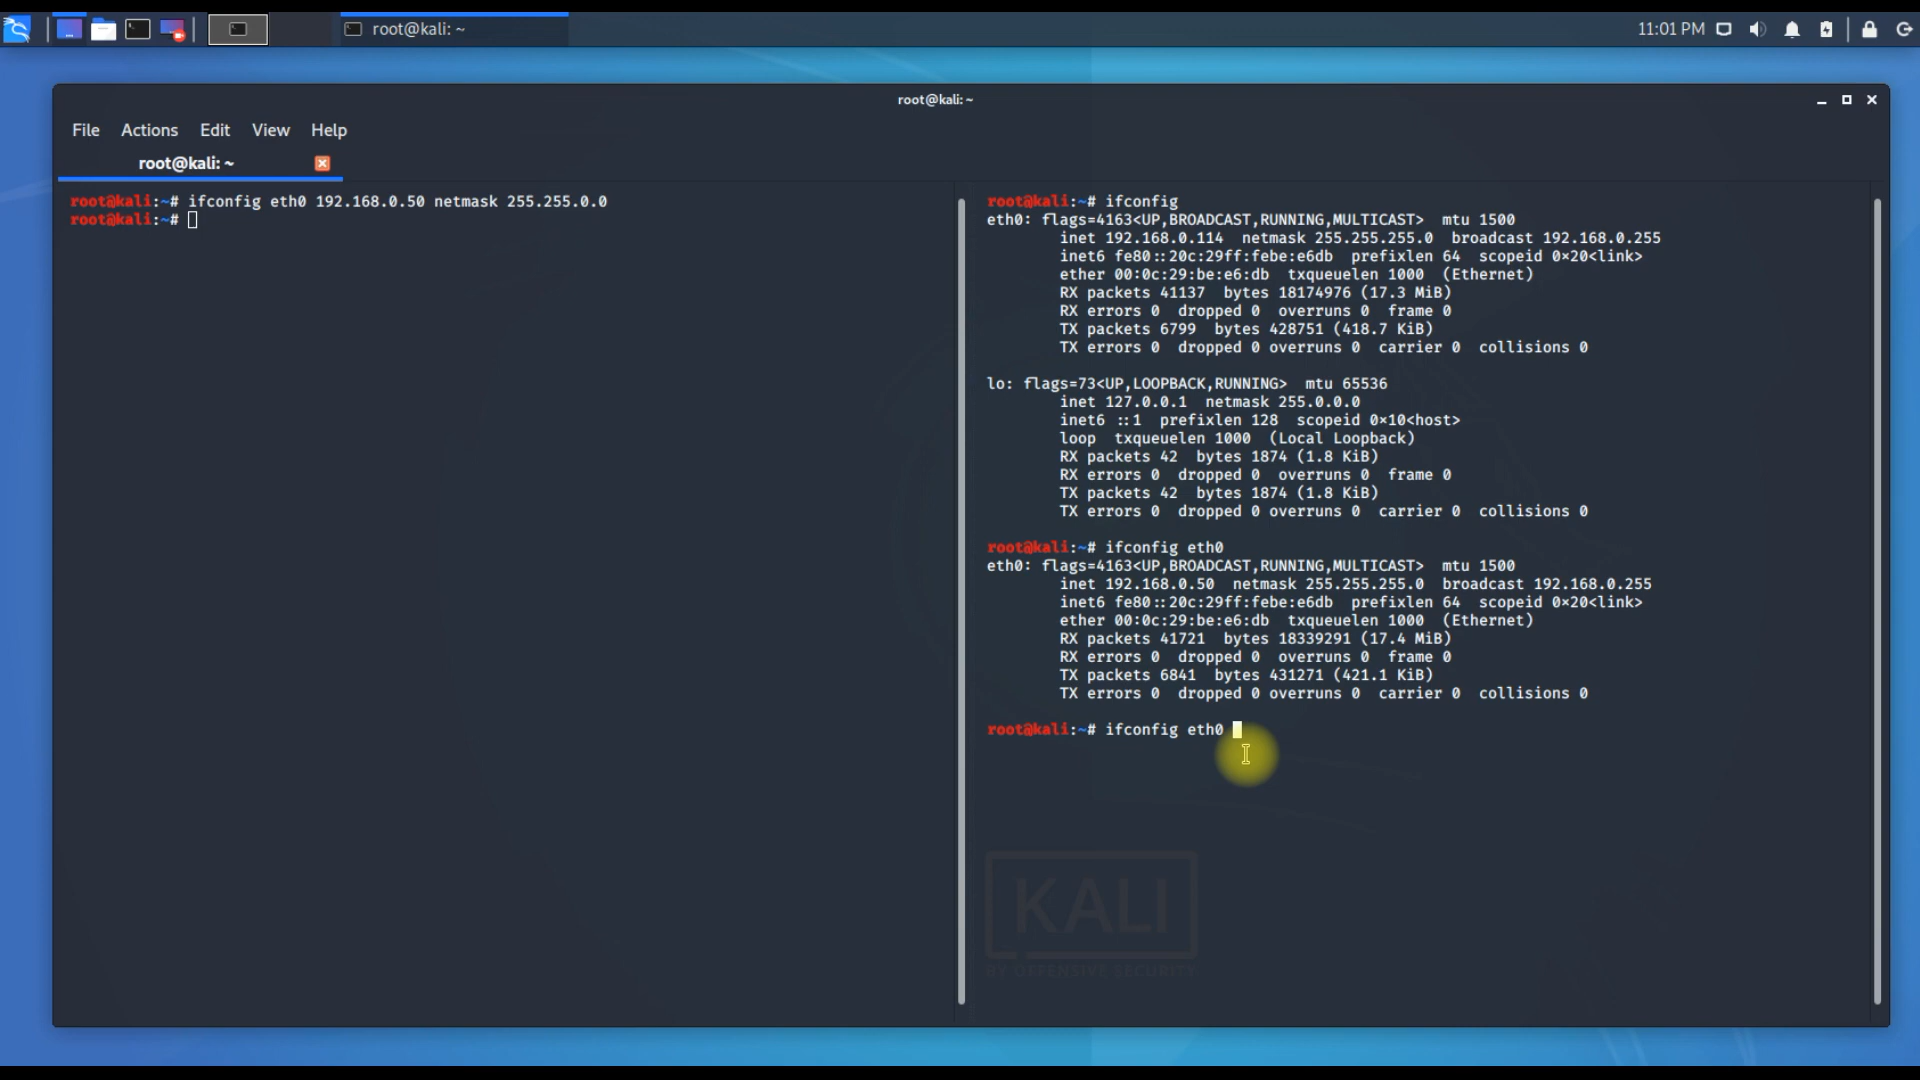 root@kali: ~
11:01 PM
root@kali: ~
File Actions Edit View Help
root@kali: ~
root@kali:~# ifconfig eth0 192.168.0.50 netmask 255.255.0.0
root@kali:~#
root@kali:~# ifconfig
eth0: flags=4163<UP,BROADCAST,RUNNING,MULTICAST>  mtu 1500
inet 192.168.0.114  netmask 255.255.255.0  broadcast 192.168.0.255
inet6 fe80::20c:29ff:febe:e6db  prefixlen 64  scopeid 0×20<link>
ether 00:0c:29:be:e6:db  txqueuelen 1000  (Ethernet)
RX packets 41137  bytes 18174976 (17.3 MiB)
RX errors 0  dropped 0  overruns 0  frame 0
TX packets 6799  bytes 428751 (418.7 KiB)
TX errors 0  dropped 0 overruns 0  carrier 0  collisions 0
lo: flags=73<UP,LOOPBACK,RUNNING>  mtu 65536
inet 127.0.0.1  netmask 255.0.0.0
inet6 ::1  prefixlen 128  scopeid 0×10<host>
loop  txqueuelen 1000  (Local Loopback)
RX packets 42  bytes 1874 (1.8 KiB)
RX errors 0  dropped 0  overruns 0  frame 0
TX packets 42  bytes 1874 (1.8 KiB)
TX errors 0  dropped 0 overruns 0  carrier 0  collisions 0
root@kali:~# ifconfig eth0
eth0: flags=4163<UP,BROADCAST,RUNNING,MULTICAST>  mtu 1500
inet 192.168.0.50  netmask 255.255.255.0  broadcast 192.168.0.255
inet6 fe80::20c:29ff:febe:e6db  prefixlen 64  scopeid 0×20<link>
ether 00:0c:29:be:e6:db  txqueuelen 1000  (Ethernet)
RX packets 41721  bytes 18339291 (17.4 MiB)
RX errors 0  dropped 0  overruns 0  frame 0
TX packets 6841  bytes 431271 (421.1 KiB)
TX errors 0  dropped 0 overruns 0  carrier 0  collisions 0
root@kali:~# ifconfig eth0
KALI
BY OFFENSIVE SECURITY